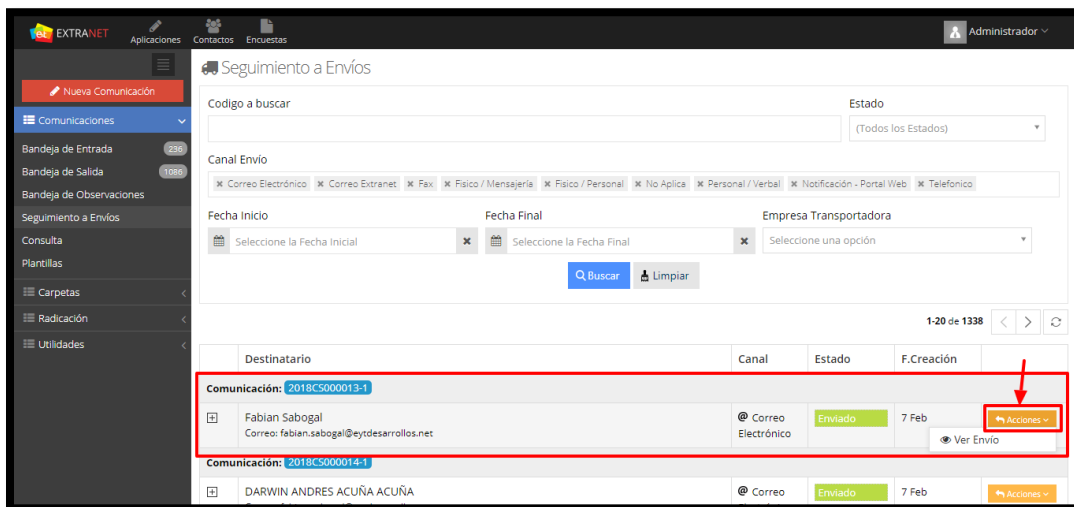 et EXTRANET Aplicaciones Contactos Encuestas Administrador
Seguimiento a Envíos
Nueva Comunicación
Codigo a buscar Estado
Comunicaciones
(Todos los Estados)
Bandeja de Entrada 236
Canal Envío
Bandeja de Salida 1086
Correo Electrónico Correo Extranet Fax Fisico / Mensajería Fisico / Personal No Aplica Personal / Verbal Notificación - Portal Web Telefonico
Bandeja de Observaciones
Seguimiento a Envíos
Fecha Inicio Fecha Final Empresa Transportadora
Consulta
Seleccione la Fecha Inicial Seleccione la Fecha Final Seleccione una opción
Plantillas
Buscar Limpiar
Carpetas
Radicación
1-20 de 1338
Utilidades
Destinatario Canal Estado F.Creación
Comunicación: 2018CS000013-1
Fabian Sabogal @ Correo Electrónico Enviado 7 Feb Acciones
Correo: fabian.sabogal@eytdesarrollos.net
Ver Envío
Comunicación: 2018CS000014-1
DARWIN ANDRES ACUÑA ACUÑA @ Correo Enviado 7 Feb Acciones